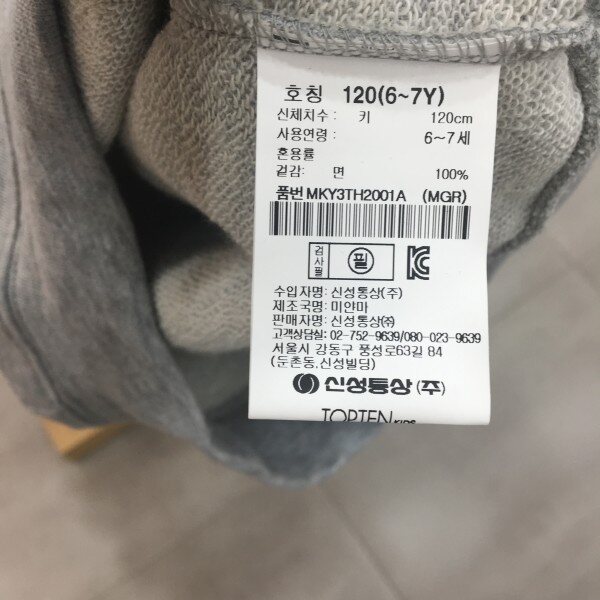 호칭 120(6~7Y)
신체치수: 키 120cm
사용연령: 6~7세
혼용률
겉감: 면 100%
품번 MKY3TH2001A (MGR)
검사필 필
수입자명: 신성통상(주)
제조국명: 미얀마
판매자명: 신성통상㈜
고객상담실: 02-752-9639/080-023-9639
서울시 강동구 풍성로63길 84
(둔촌동,신성빌딩)
신성통상 (주)
TOPTEN KIDS